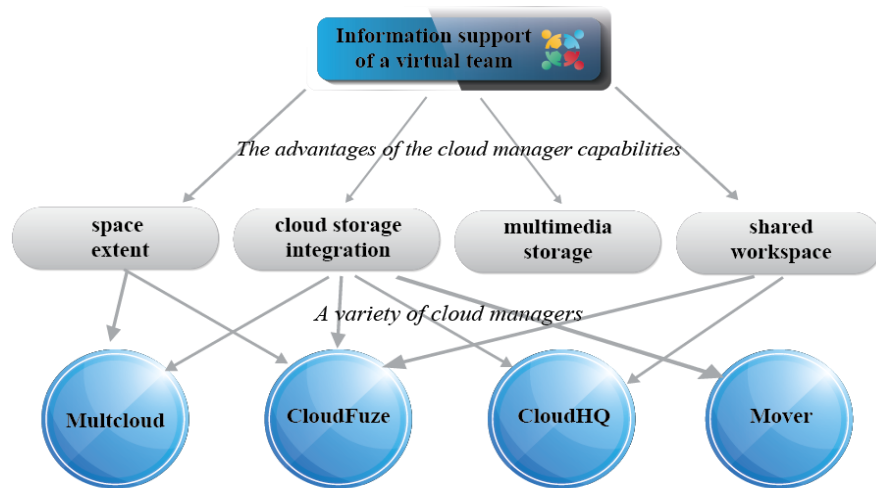 Information support
of a virtual team
The advantages of the cloud manager capabilities
space
extent
cloud storage
integration
multimedia
storage
shared
workspace
A variety of cloud managers
Multcloud
CloudFuze
CloudHQ
Mover